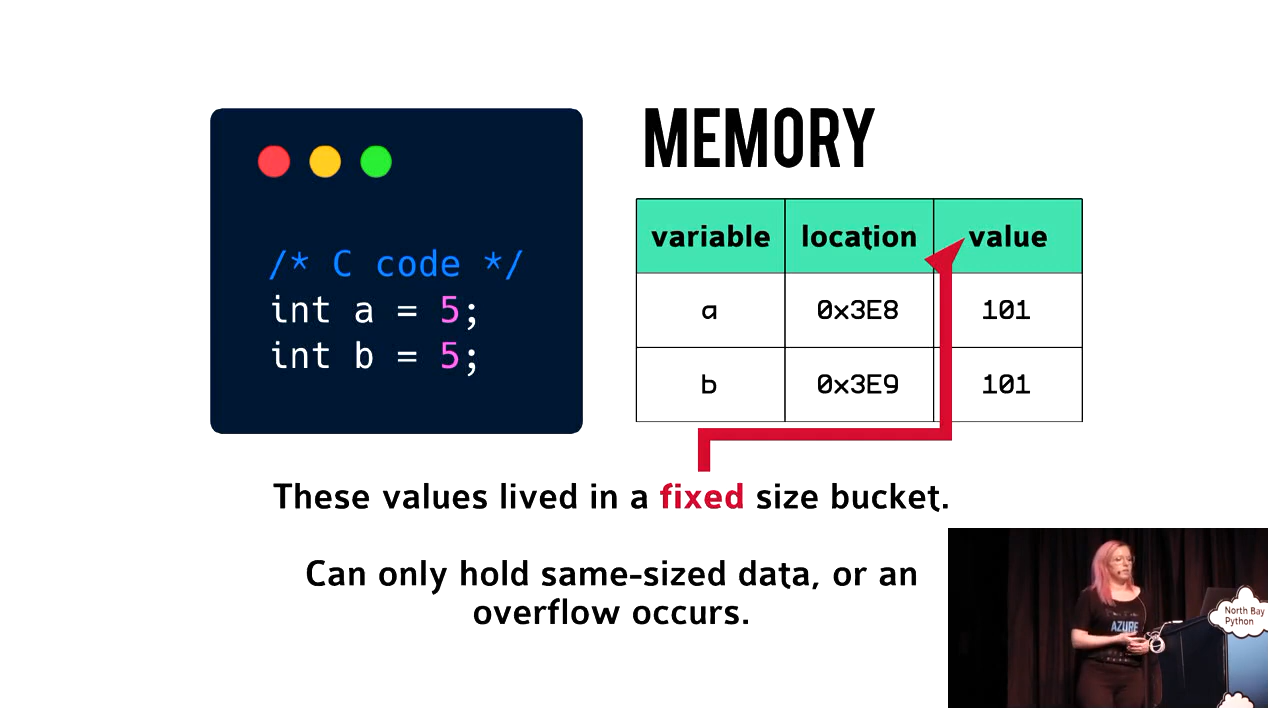 /* C code */
int a = 5;
int b = 5;
MEMORY
variable location value
a 0x3E8 101
b 0x3E9 101
These values lived in a fixed size bucket.
Can only hold same-sized data, or an
overflow occurs.
AZURE
North Bay
Python